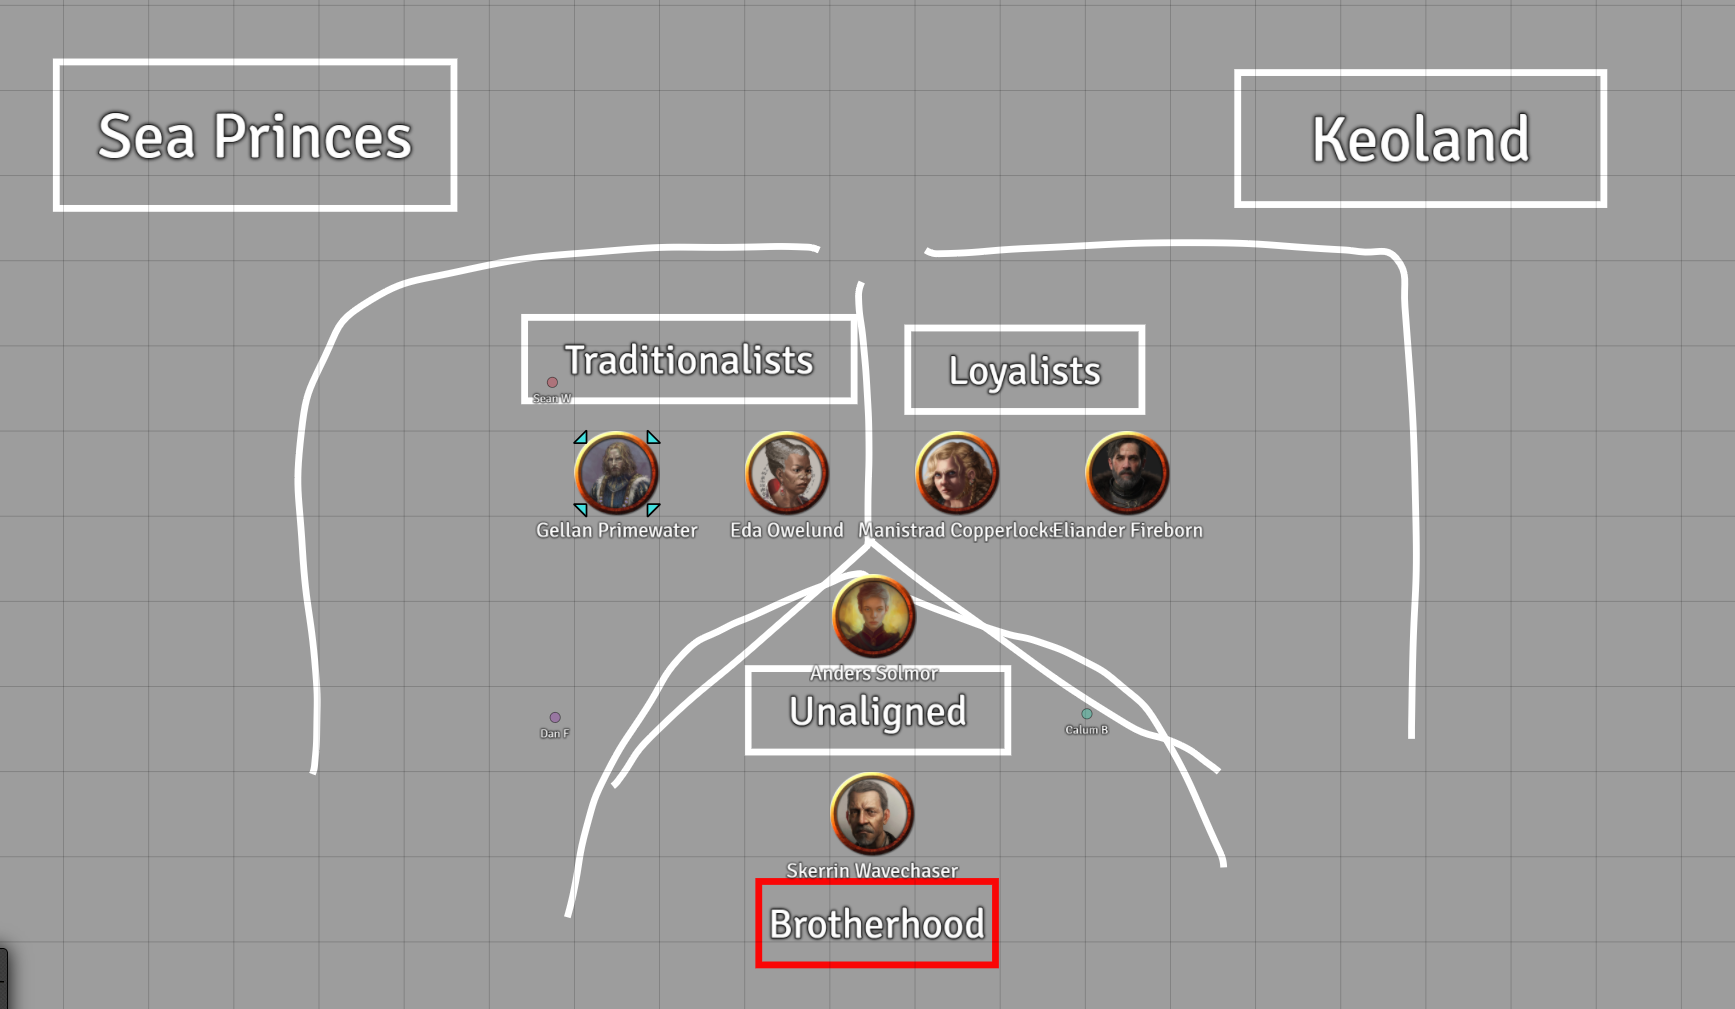 Sea Princes
Keoland
Traditionalists
Loyalists
Sean W
Gellan Primewater
Eda Owelund
Manistrad Copperlocks
Eliander Fireborn
Anders Solmor
Unaligned
Dan F
Calum B
Skerrin Wavechaser
Brotherhood